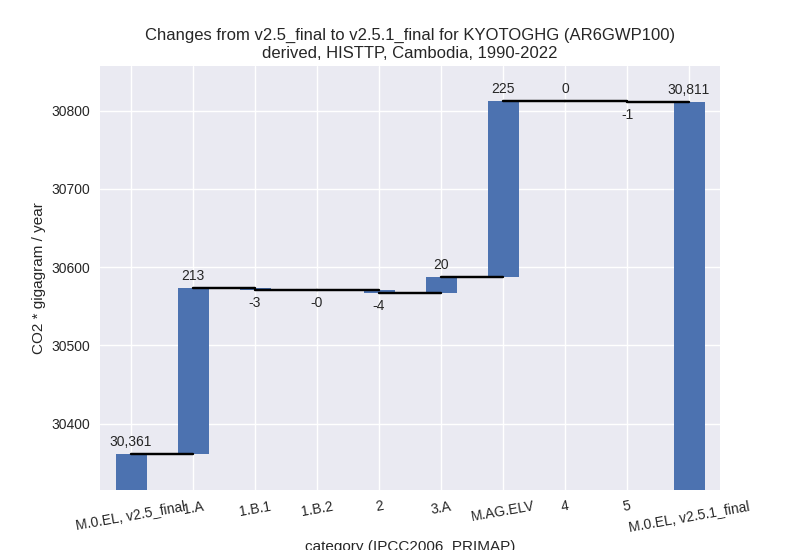 Changes from v2.5_final to v2.5.1_final for KYOTOGHG (AR6GWP100)
derived, HISTTP, Cambodia, 1990-2022
CO2 * gigagram / year
30800
30700
30600
30500
30400
30,361
213
-3
-0
-4
20
225
0
-1
30,811
M.0.EL, v2.5_final
1.A
1.B.1
1.B.2
2
3.A
M.AG.ELV
4
5
M.0.EL, v2.5.1_final
category (IPCC2006_PRIMAP)